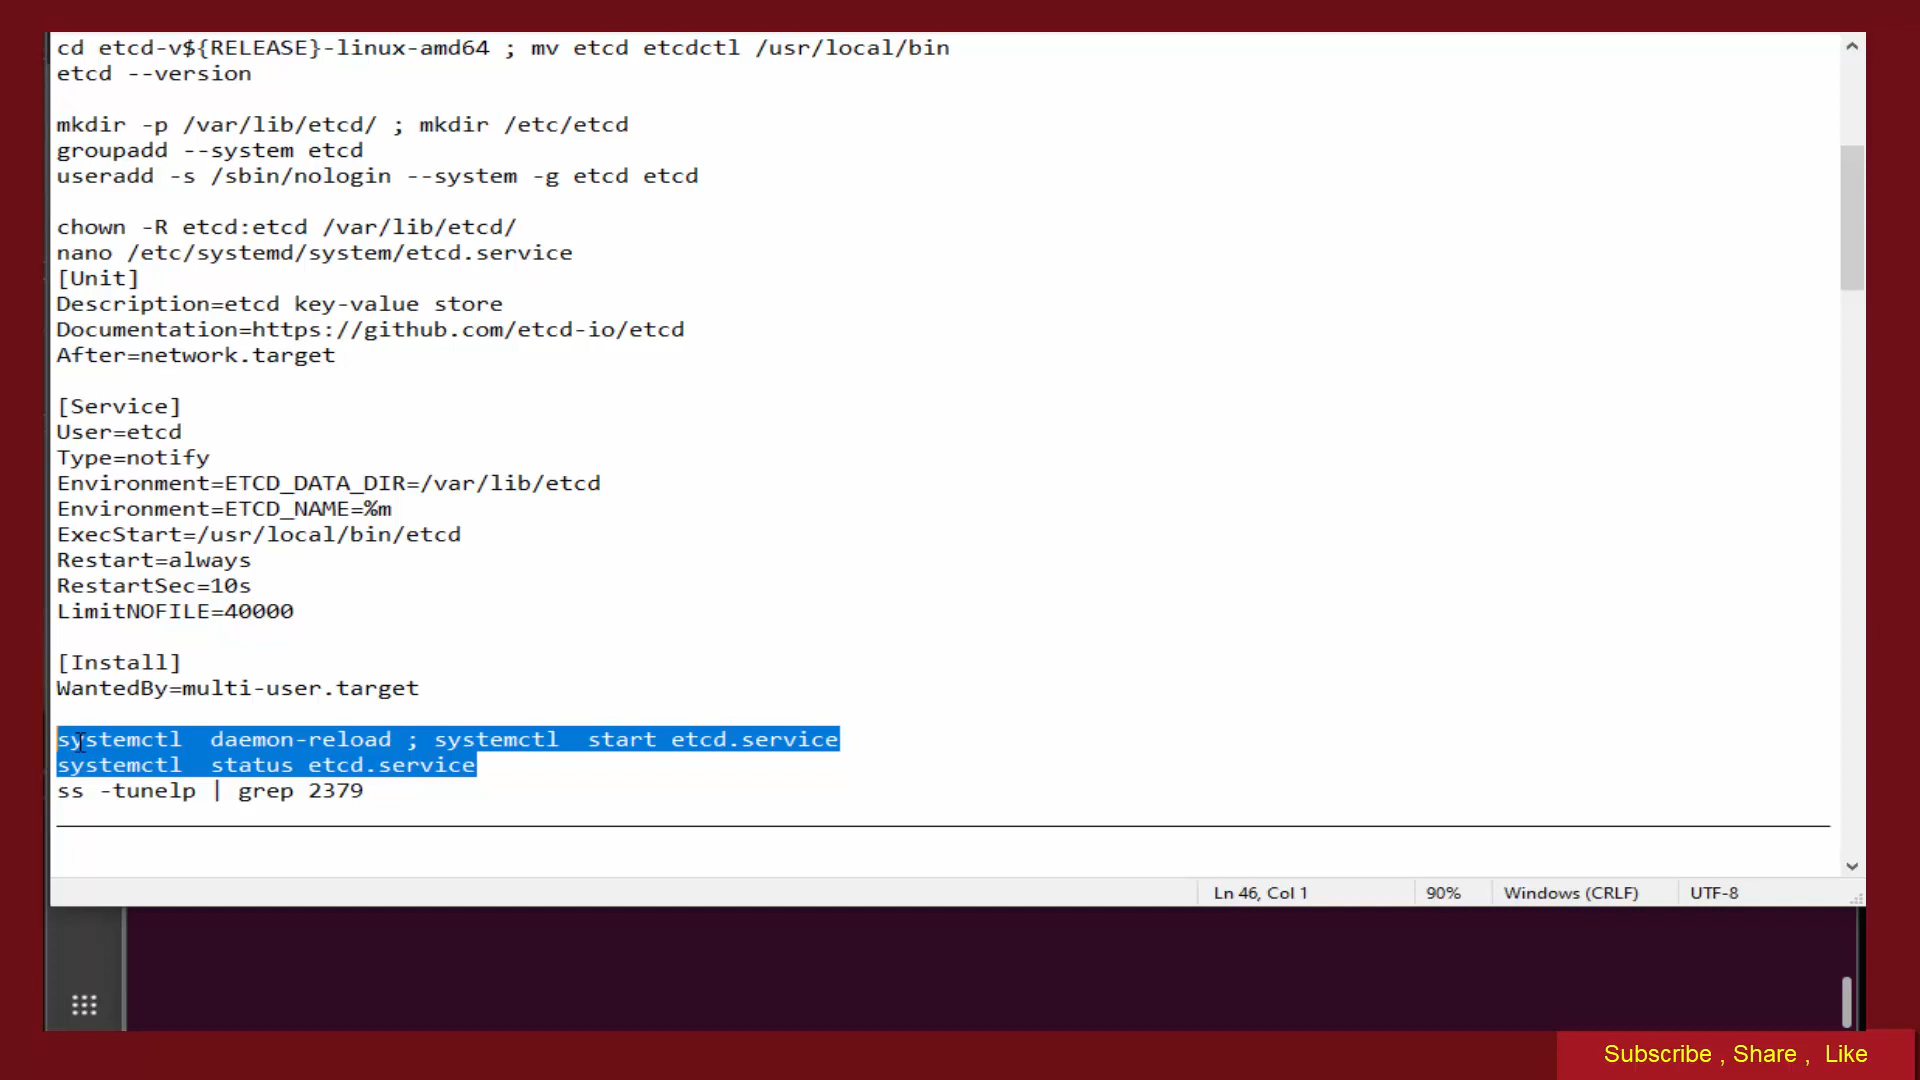 cd etcd-v${RELEASE}-linux-amd64 ; mv etcd etcdctl /usr/local/bin
etcd --version
mkdir -p /var/lib/etcd/ ; mkdir /etc/etcd
groupadd --system etcd
useradd -s /sbin/nologin --system -g etcd etcd
chown -R etcd:etcd /var/lib/etcd/
nano /etc/systemd/system/etcd.service
[Unit]
Description=etcd key-value store
Documentation=https://github.com/etcd-io/etcd
After=network.target
[Service]
User=etcd
Type=notify
Environment=ETCD_DATA_DIR=/var/lib/etcd
Environment=ETCD_NAME=%m
ExecStart=/usr/local/bin/etcd
Restart=always
RestartSec=10s
LimitNOFILE=40000
[Install]
WantedBy=multi-user.target
systemctl  daemon-reload ; systemctl  start etcd.service
systemctl  status etcd.service
ss -tunelp | grep 2379
Ln 46, Col 1
90%
Windows (CRLF)
UTF-8
Subscribe , Share ,  Like